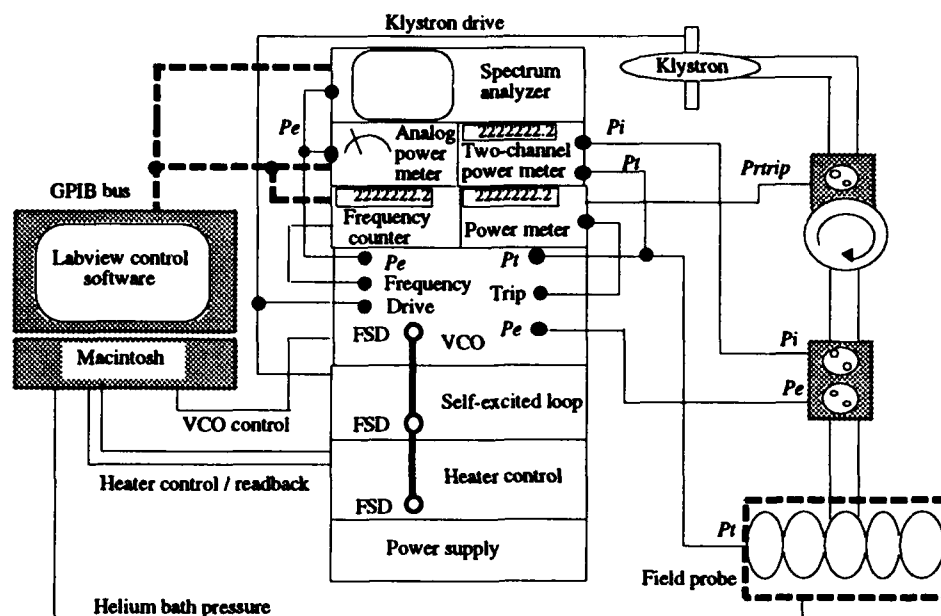 Klystron drive
Spectrum
analyzer
Klystron
Pe
Pi
2222222.2
Analog
power
meter
Two-channel
power meter
Pt
Prtrip
GPIB bus
2222222.2
2222222.2
Frequency
counter
Power meter
Labview control
software
Pe
Pt
Frequency
Trip
Drive
FSD
VCO
Pe
Pi
Pe
Macintosh
Self-excited loop
VCO control
FSD
Heater control / readback
Heater control
FSD
Pt
Power supply
Field probe
Helium bath pressure